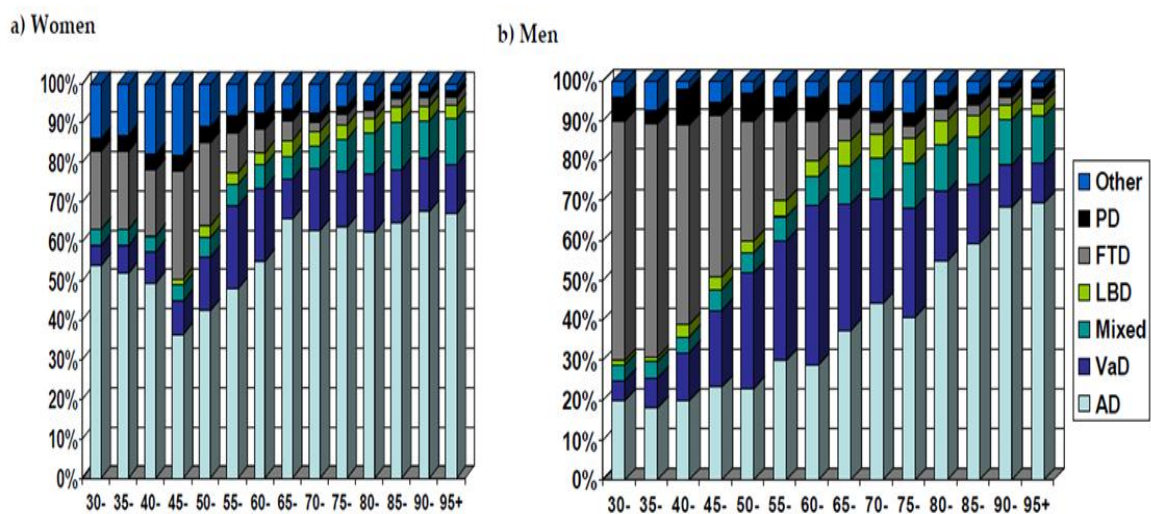 a) Women
100%
90%
80%
70%
60%
50%
40%
30%
20%
10%
0%
30- 35- 40- 45- 50- 55- 60- 65- 70- 75- 80- 85- 90- 95+
b) Men
100%
90%
80%
70%
60%
50%
40%
30%
20%
10%
0%
30- 35- 40- 45- 50- 55- 60- 65- 70- 75- 80- 85- 90- 95+
Other
PD
FTD
LBD
Mixed
VaD
AD